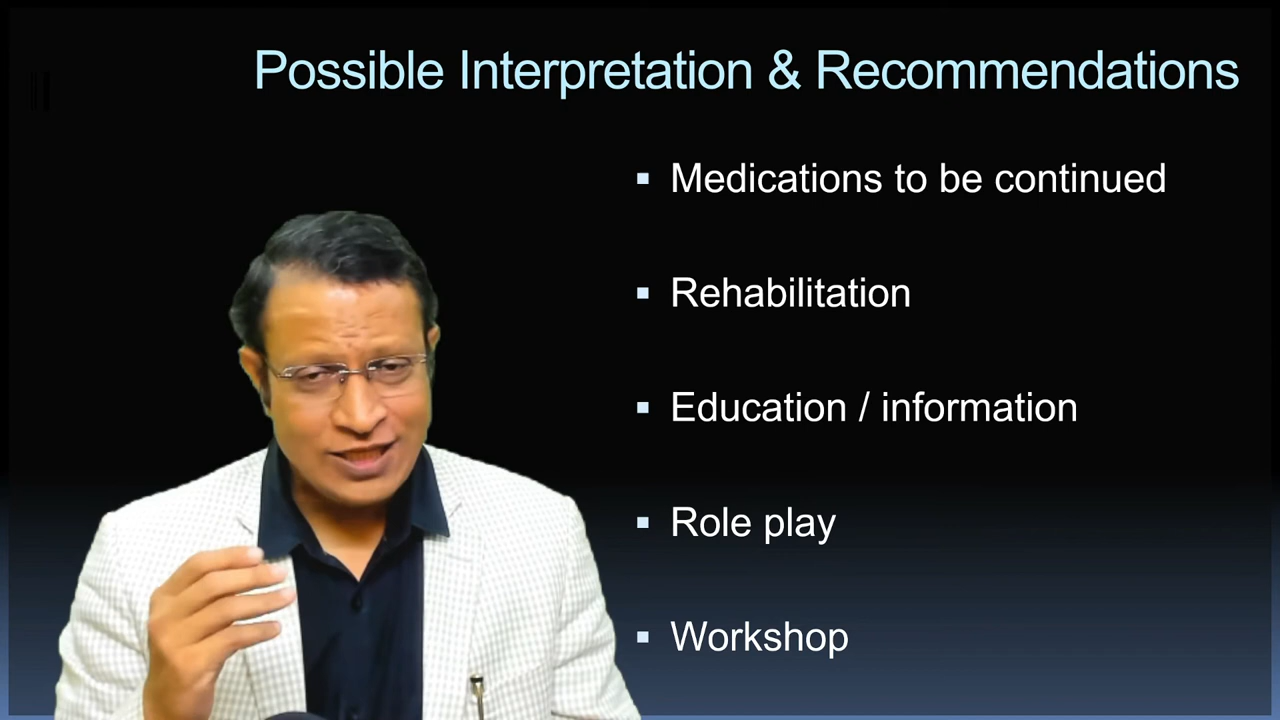 Possible Interpretation & Recommendations
▪ Medications to be continued
▪ Rehabilitation
▪ Education / information
▪ Role play
▪ Workshop